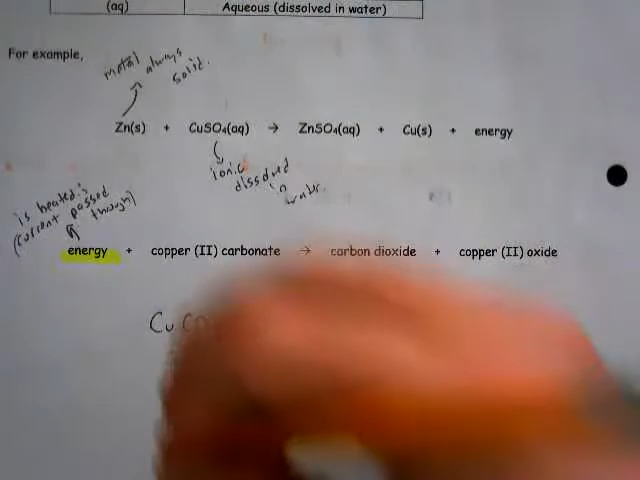 (aq) Aqueous (dissolved in water)
For example,
metal always
solid.
Zn(s) + CuSO₄(aq) → ZnSO₄(aq) + Cu(s) + energy
ionic
dissolved
in
water.
is heated
(current passed
through)
energy + copper (II) carbonate → carbon dioxide + copper (II) oxide
Cu